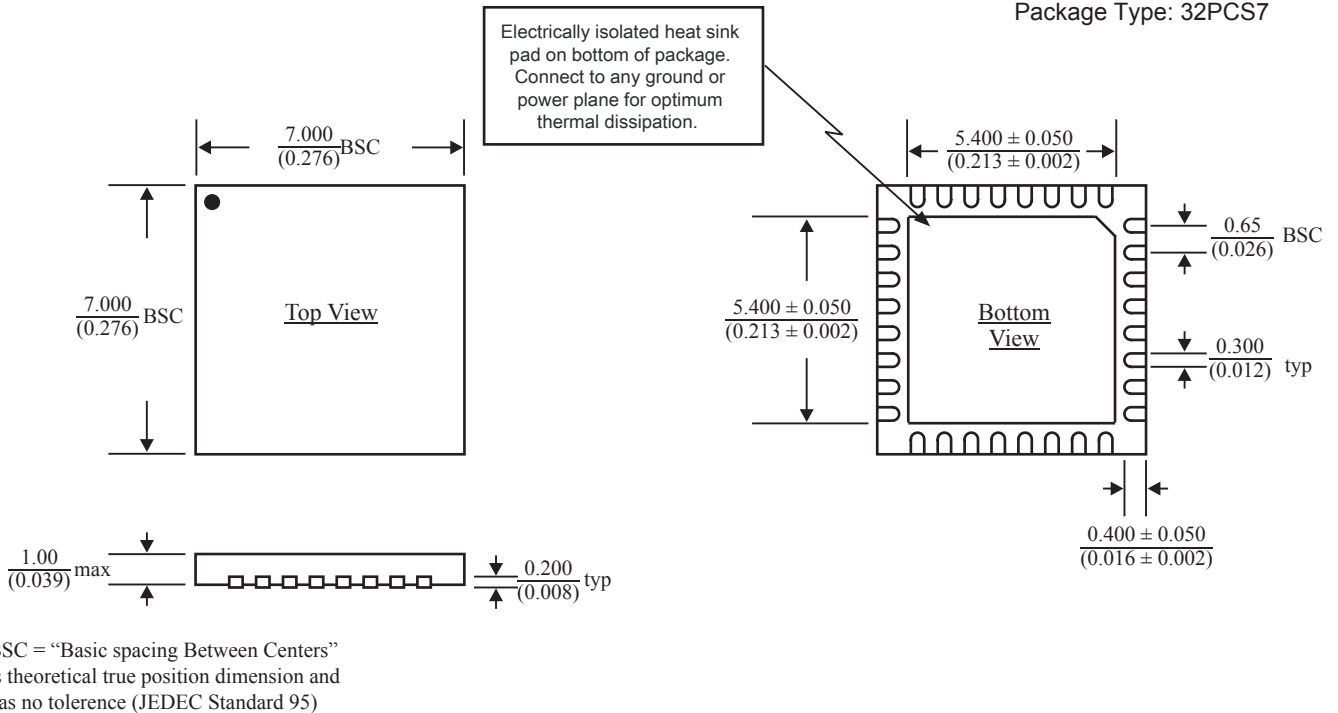 Package Type: 32PCS7
Electrically isolated heat sink
pad on bottom of package.
Connect to any ground or
power plane for optimum
thermal dissipation.
7.000
(0.276)
BSC
5.400 ± 0.050
(0.213 ± 0.002)
0.65
(0.026)
BSC
7.000
(0.276)
BSC
Top View
5.400 ± 0.050
(0.213 ± 0.002)
Bottom
View
0.300
(0.012)
typ
0.400 ± 0.050
(0.016 ± 0.002)
1.00
(0.039)
max
0.200
(0.008)
typ
SC = “Basic spacing Between Centers”
s theoretical true position dimension and
as no tolerence (JEDEC Standard 95)